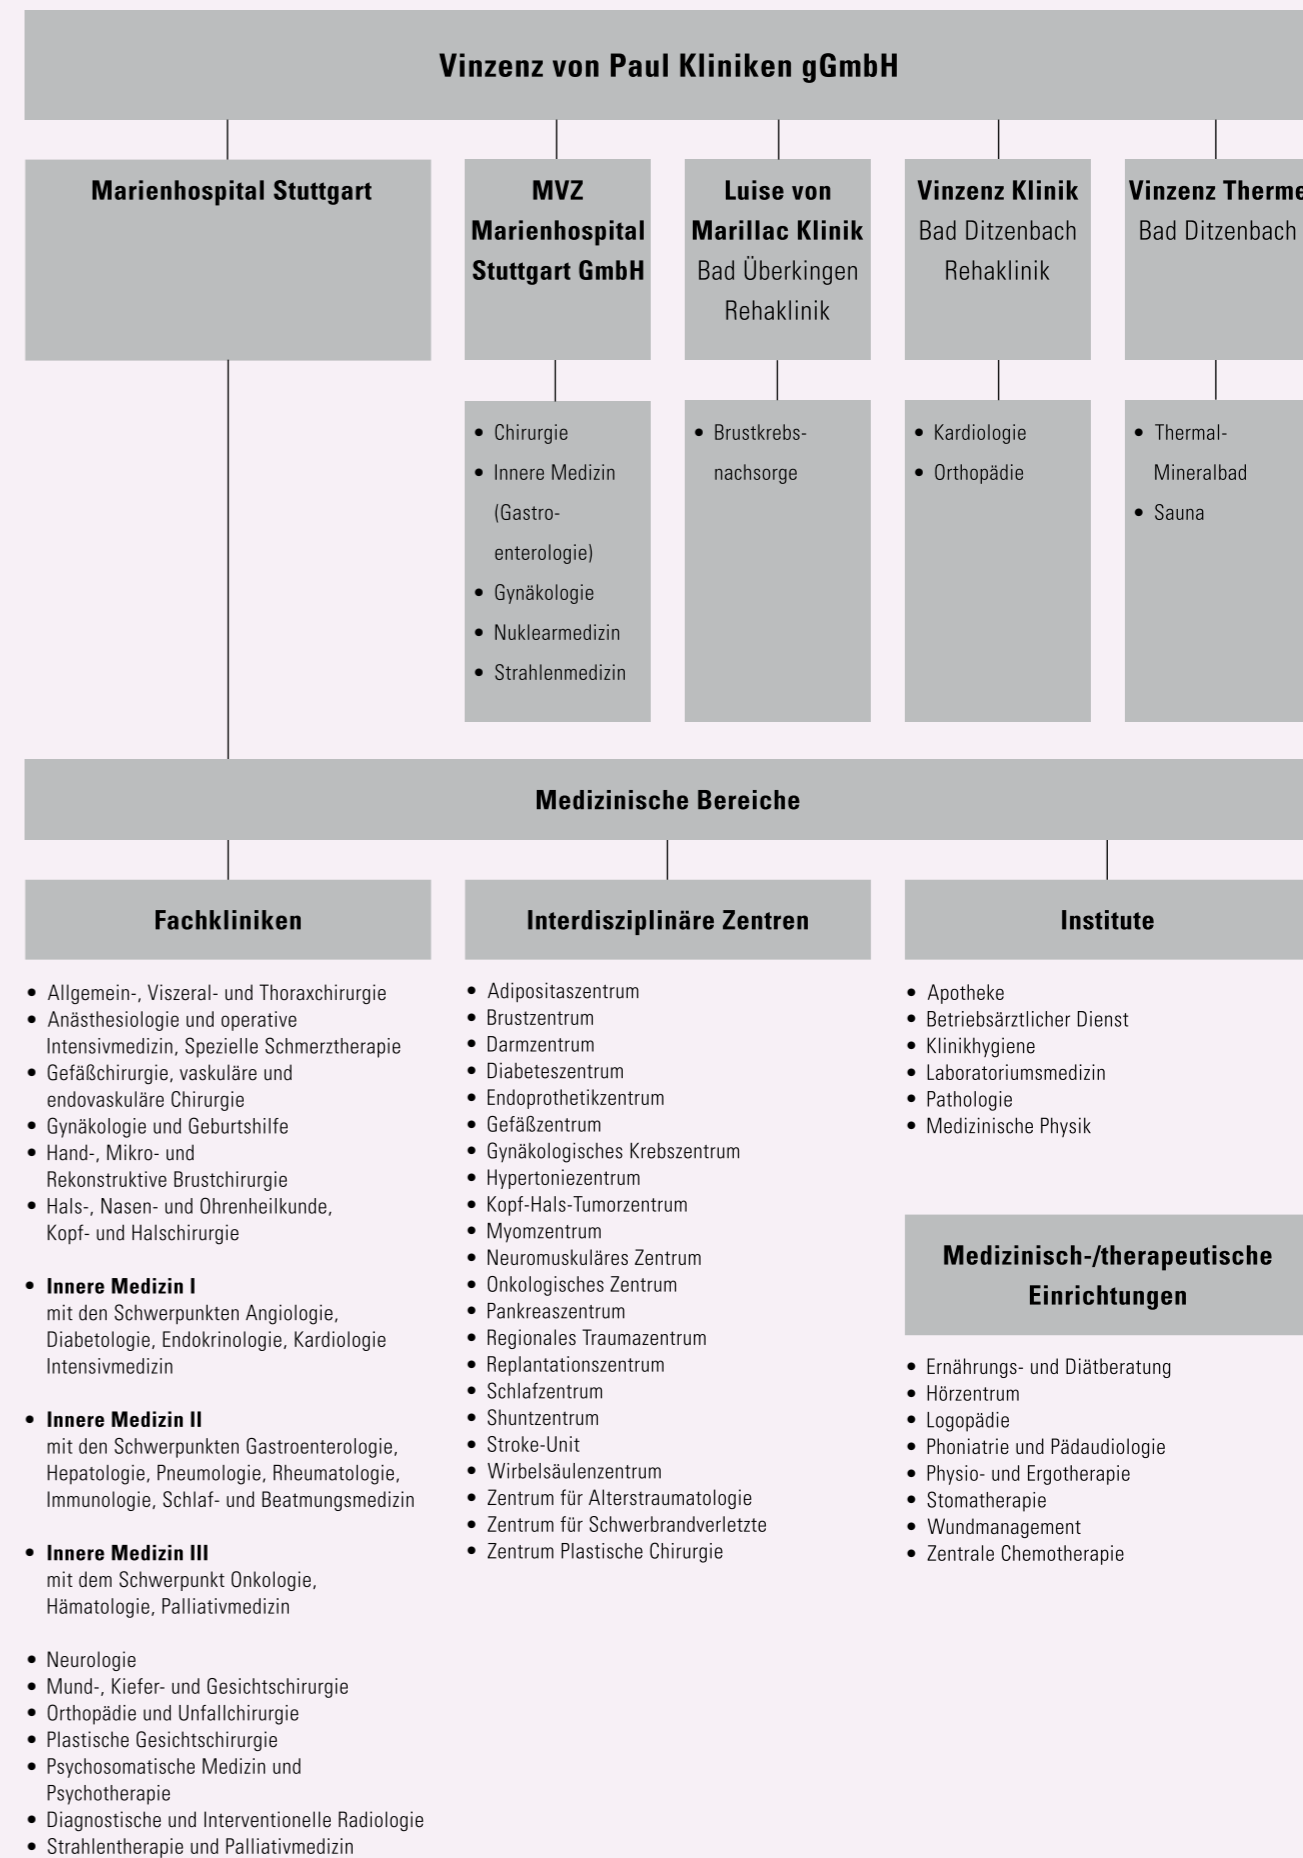 Vinzenz von Paul Kliniken gGmbH
Marienhospital Stuttgart
MVZ
Marienhospital
Stuttgart GmbH
Luise von
Marillac Klinik
Bad Überkingen
Rehaklinik
Vinzenz Klinik
Bad Ditzenbach
Rehaklinik
Vinzenz Therme
Bad Ditzenbach
• Chirurgie
• Innere Medizin
(Gastro-
enterologie)
• Gynäkologie
• Nuklearmedizin
• Strahlenmedizin
• Brustkrebs-
nachsorge
• Kardiologie
• Orthopädie
• Thermal-
Mineralbad
• Sauna
Medizinische Bereiche
Fachkliniken
• Allgemein-, Viszeral- und Thoraxchirurgie
• Anästhesiologie und operative
Intensivmedizin, Spezielle Schmerztherapie
• Gefäßchirurgie, vaskuläre und
endovaskuläre Chirurgie
• Gynäkologie und Geburtshilfe
• Hand-, Mikro- und
Rekonstruktive Brustchirurgie
• Hals-, Nasen- und Ohrenheilkunde,
Kopf- und Halschirurgie
• Innere Medizin I
mit den Schwerpunkten Angiologie,
Diabetologie, Endokrinologie, Kardiologie
Intensivmedizin
• Innere Medizin II
mit den Schwerpunkten Gastroenterologie,
Hepatologie, Pneumologie, Rheumatologie,
Immunologie, Schlaf- und Beatmungsmedizin
• Innere Medizin III
mit dem Schwerpunkt Onkologie,
Hämatologie, Palliativmedizin
• Neurologie
• Mund-, Kiefer- und Gesichtschirurgie
• Orthopädie und Unfallchirurgie
• Plastische Gesichtschirurgie
• Psychosomatische Medizin und
Psychotherapie
• Diagnostische und Interventionelle Radiologie
• Strahlentherapie und Palliativmedizin
Interdisziplinäre Zentren
• Adipositaszentrum
• Brustzentrum
• Darmzentrum
• Diabeteszentrum
• Endoprothetikzentrum
• Gefäßzentrum
• Gynäkologisches Krebszentrum
• Hypertoniezentrum
• Kopf-Hals-Tumorzentrum
• Myomzentrum
• Neuromuskuläres Zentrum
• Onkologisches Zentrum
• Pankreaszentrum
• Regionales Traumazentrum
• Replantationszentrum
• Schlafzentrum
• Shuntzentrum
• Stroke-Unit
• Wirbelsäulenzentrum
• Zentrum für Alterstraumatologie
• Zentrum für Schwerbrandverletzte
• Zentrum Plastische Chirurgie
Institute
• Apotheke
• Betriebsärztlicher Dienst
• Klinikhygiene
• Laboratoriumsmedizin
• Pathologie
• Medizinische Physik
Medizinisch-/therapeutische
Einrichtungen
• Ernährungs- und Diätberatung
• Hörzentrum
• Logopädie
• Phoniatrie und Pädaudiologie
• Physio- und Ergotherapie
• Stomatherapie
• Wundmanagement
• Zentrale Chemotherapie